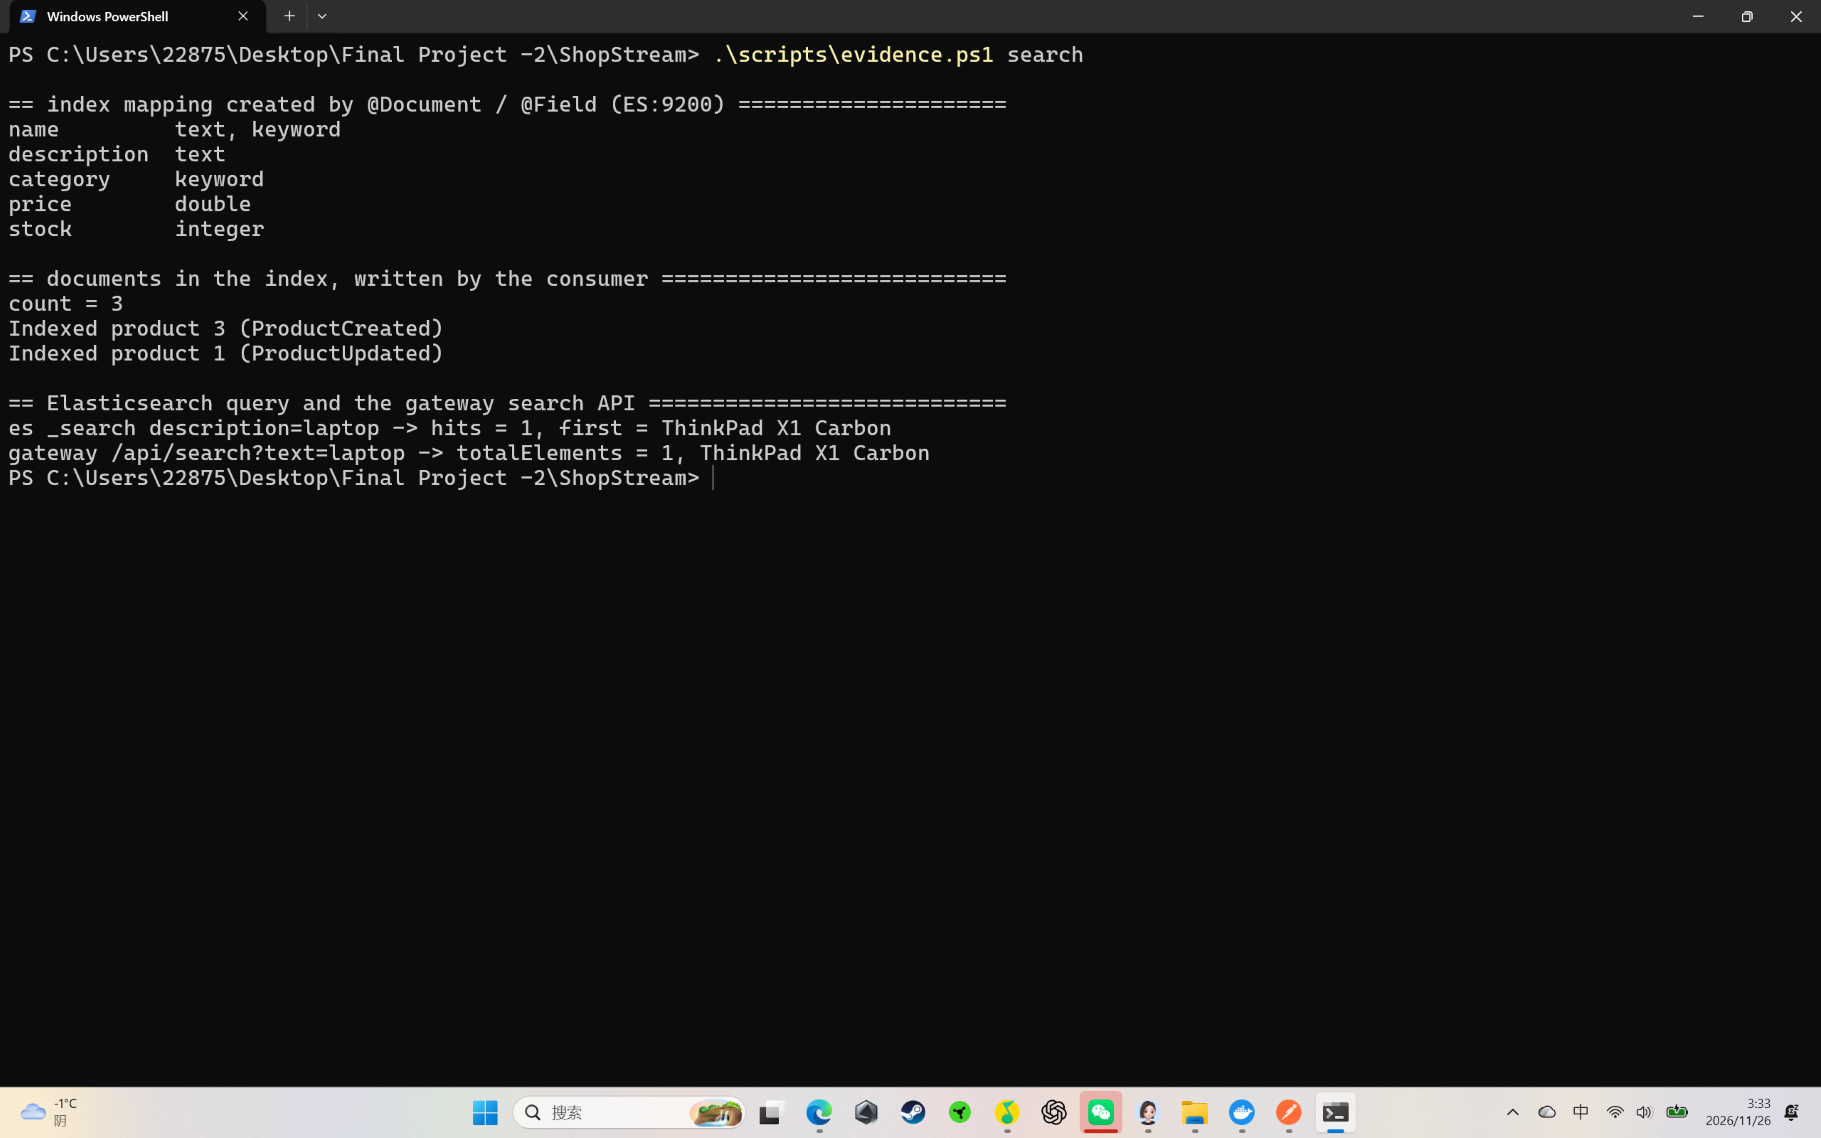 Windows PowerShell
PS C:\Users\22875\Desktop\Final Project -2\ShopStream> .\scripts\evidence.ps1 search
== index mapping created by @Document / @Field (ES:9200) =====================
name         text, keyword
description  text
category     keyword
price        double
stock        integer
== documents in the index, written by the consumer ===========================
count = 3
Indexed product 3 (ProductCreated)
Indexed product 1 (ProductUpdated)
== Elasticsearch query and the gateway search API ============================
es _search description=laptop -> hits = 1, first = ThinkPad X1 Carbon
gateway /api/search?text=laptop -> totalElements = 1, ThinkPad X1 Carbon
PS C:\Users\22875\Desktop\Final Project -2\ShopStream>
-1°C
阴
搜索
中
3:33
2026/11/26